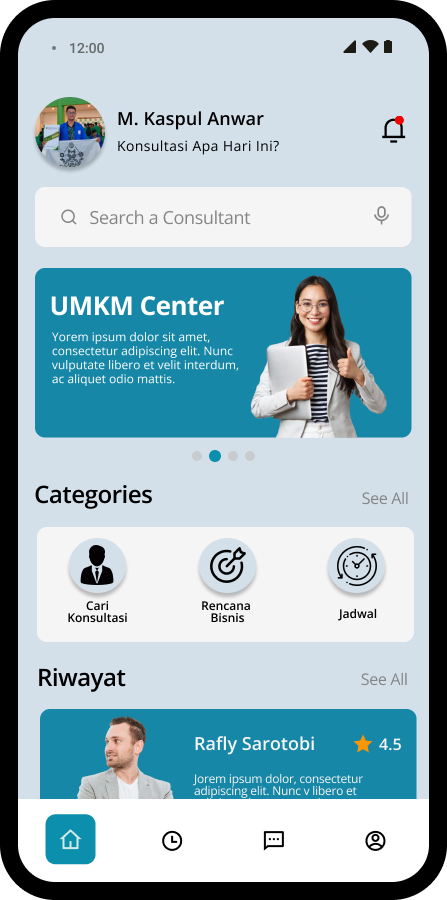 12:00
M. Kaspul Anwar
Konsultasi Apa Hari Ini?
Search a Consultant
UMKM Center
Yorem ipsum dolor sit amet,
consectetur adipiscing elit. Nunc
vulputate libero et velit interdum,
ac aliquet odio mattis.
Categories
See All
Cari
Konsultasi
Rencana
Bisnis
Jadwal
Riwayat
See All
Rafly Sarotobi
4.5
Jorem ipsum dolor, consectetur
adipiscing elit. Nunc v libero et